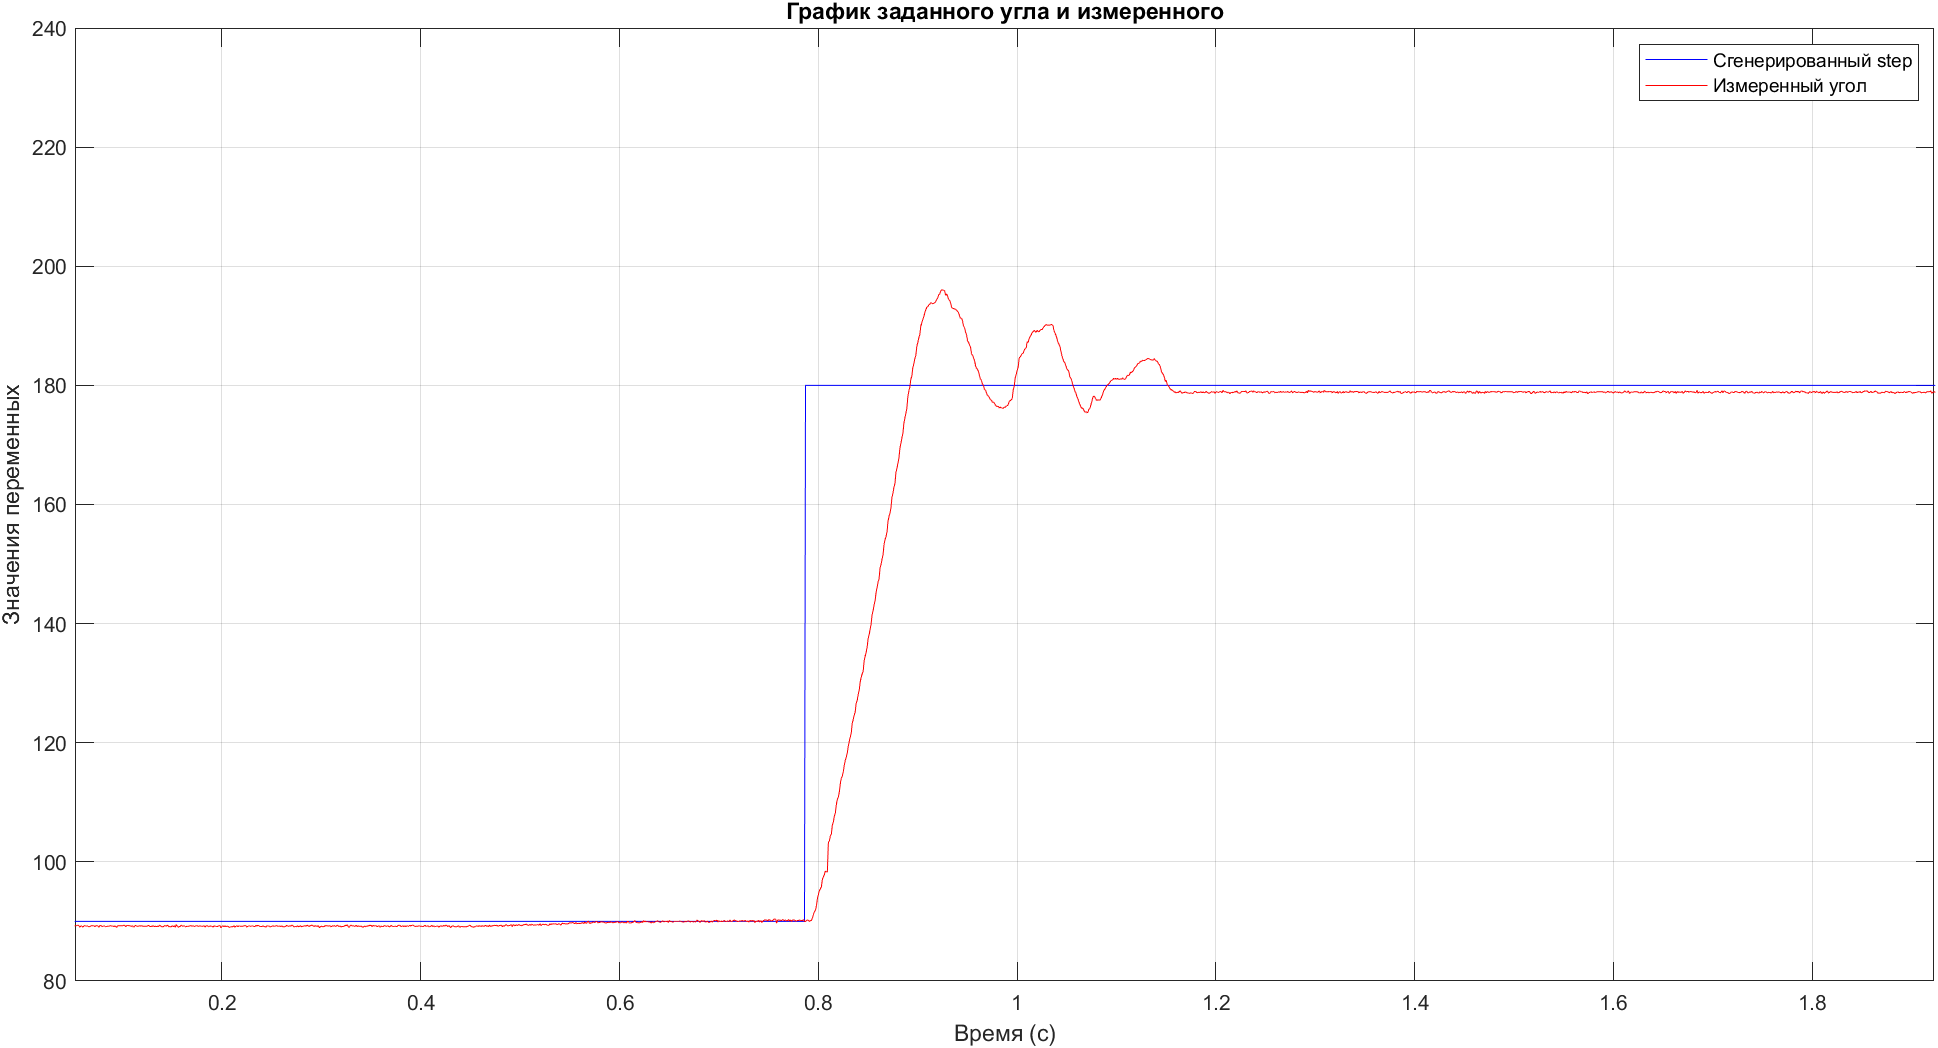 График заданного угла и измеренного
240
220
200
180
160
140
120
100
80
Значения переменных
Сгенерированный step
Измеренный угол
0.2 0.4 0.6 0.8 1 1.2 1.4 1.6 1.8
Время (с)